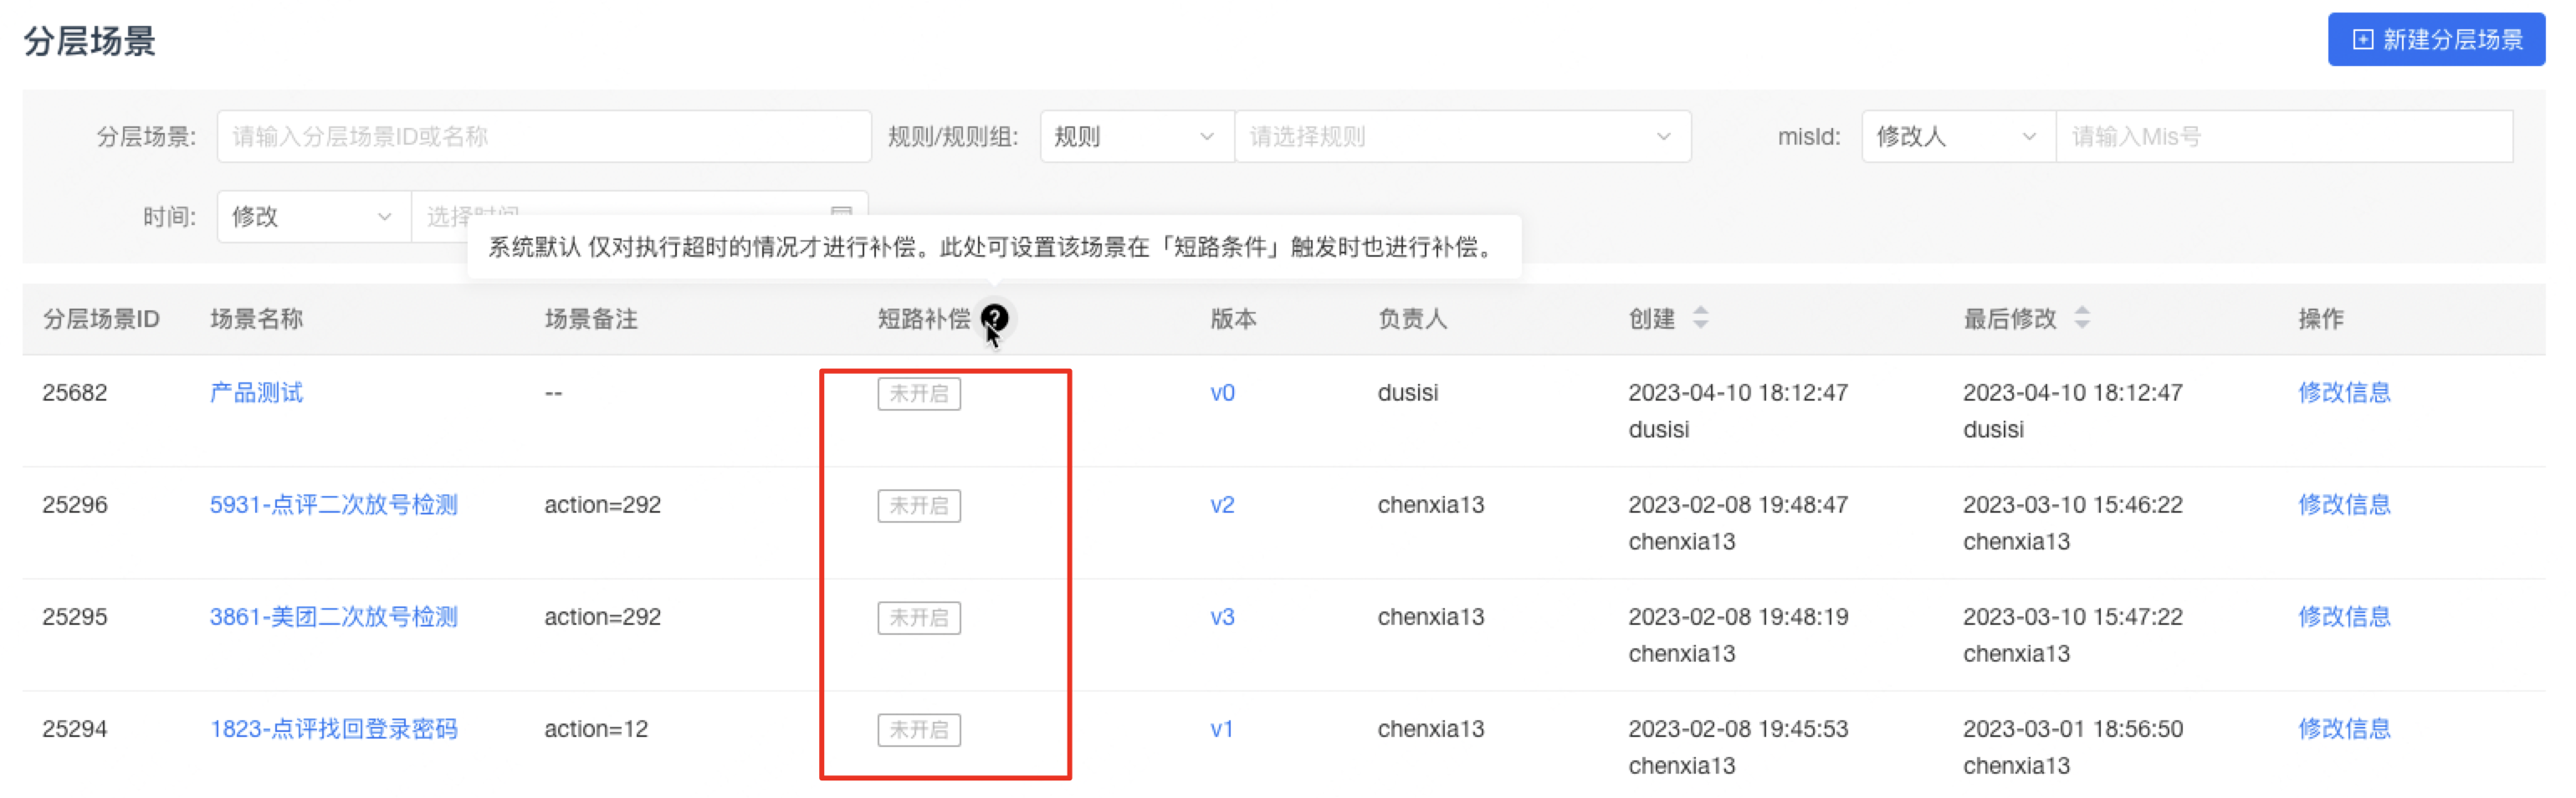 分层场景
新建分层场景
分层场景: 请输入分层场景ID或名称 规则/规则组: 规则 请选择规则 misId: 修改人 请输入Mis号
时间: 修改 选择时间
系统默认 仅对执行超时的情况才进行补偿。此处可设置该场景在「短路条件」触发时也进行补偿。
分层场景ID 场景名称 场景备注 短路补偿 ? 版本 负责人 创建 最后修改 操作
25682 产品测试 -- 未开启 v0 dusisi 2023-04-10 18:12:47 2023-04-10 18:12:47 修改信息
dusisi dusisi
25296 5931-点评二次放号检测 action=292 未开启 v2 chenxia13 2023-02-08 19:48:47 2023-03-10 15:46:22 修改信息
chenxia13 chenxia13
25295 3861-美团二次放号检测 action=292 未开启 v3 chenxia13 2023-02-08 19:48:19 2023-03-10 15:47:22 修改信息
chenxia13 chenxia13
25294 1823-点评找回登录密码 action=12 未开启 v1 chenxia13 2023-02-08 19:45:53 2023-03-01 18:56:50 修改信息
chenxia13 chenxia13